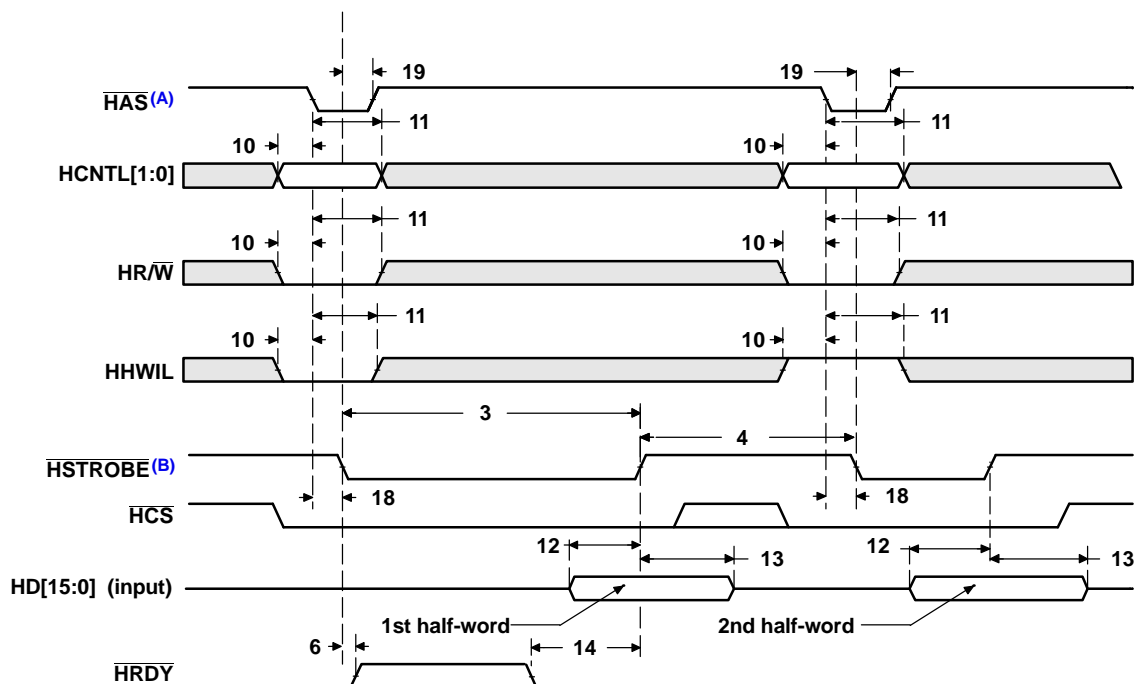 19 19
HAS(A)
11 11
10 10
HCNTL[1:0]
11 11
10 10
HR/W
11 11
10 10
HHWIL
3
4
HSTROBE(B)
18 18
HCS
12 12
13 13
HD[15:0] (input)
1st half-word 2nd half-word
6 14
HRDY